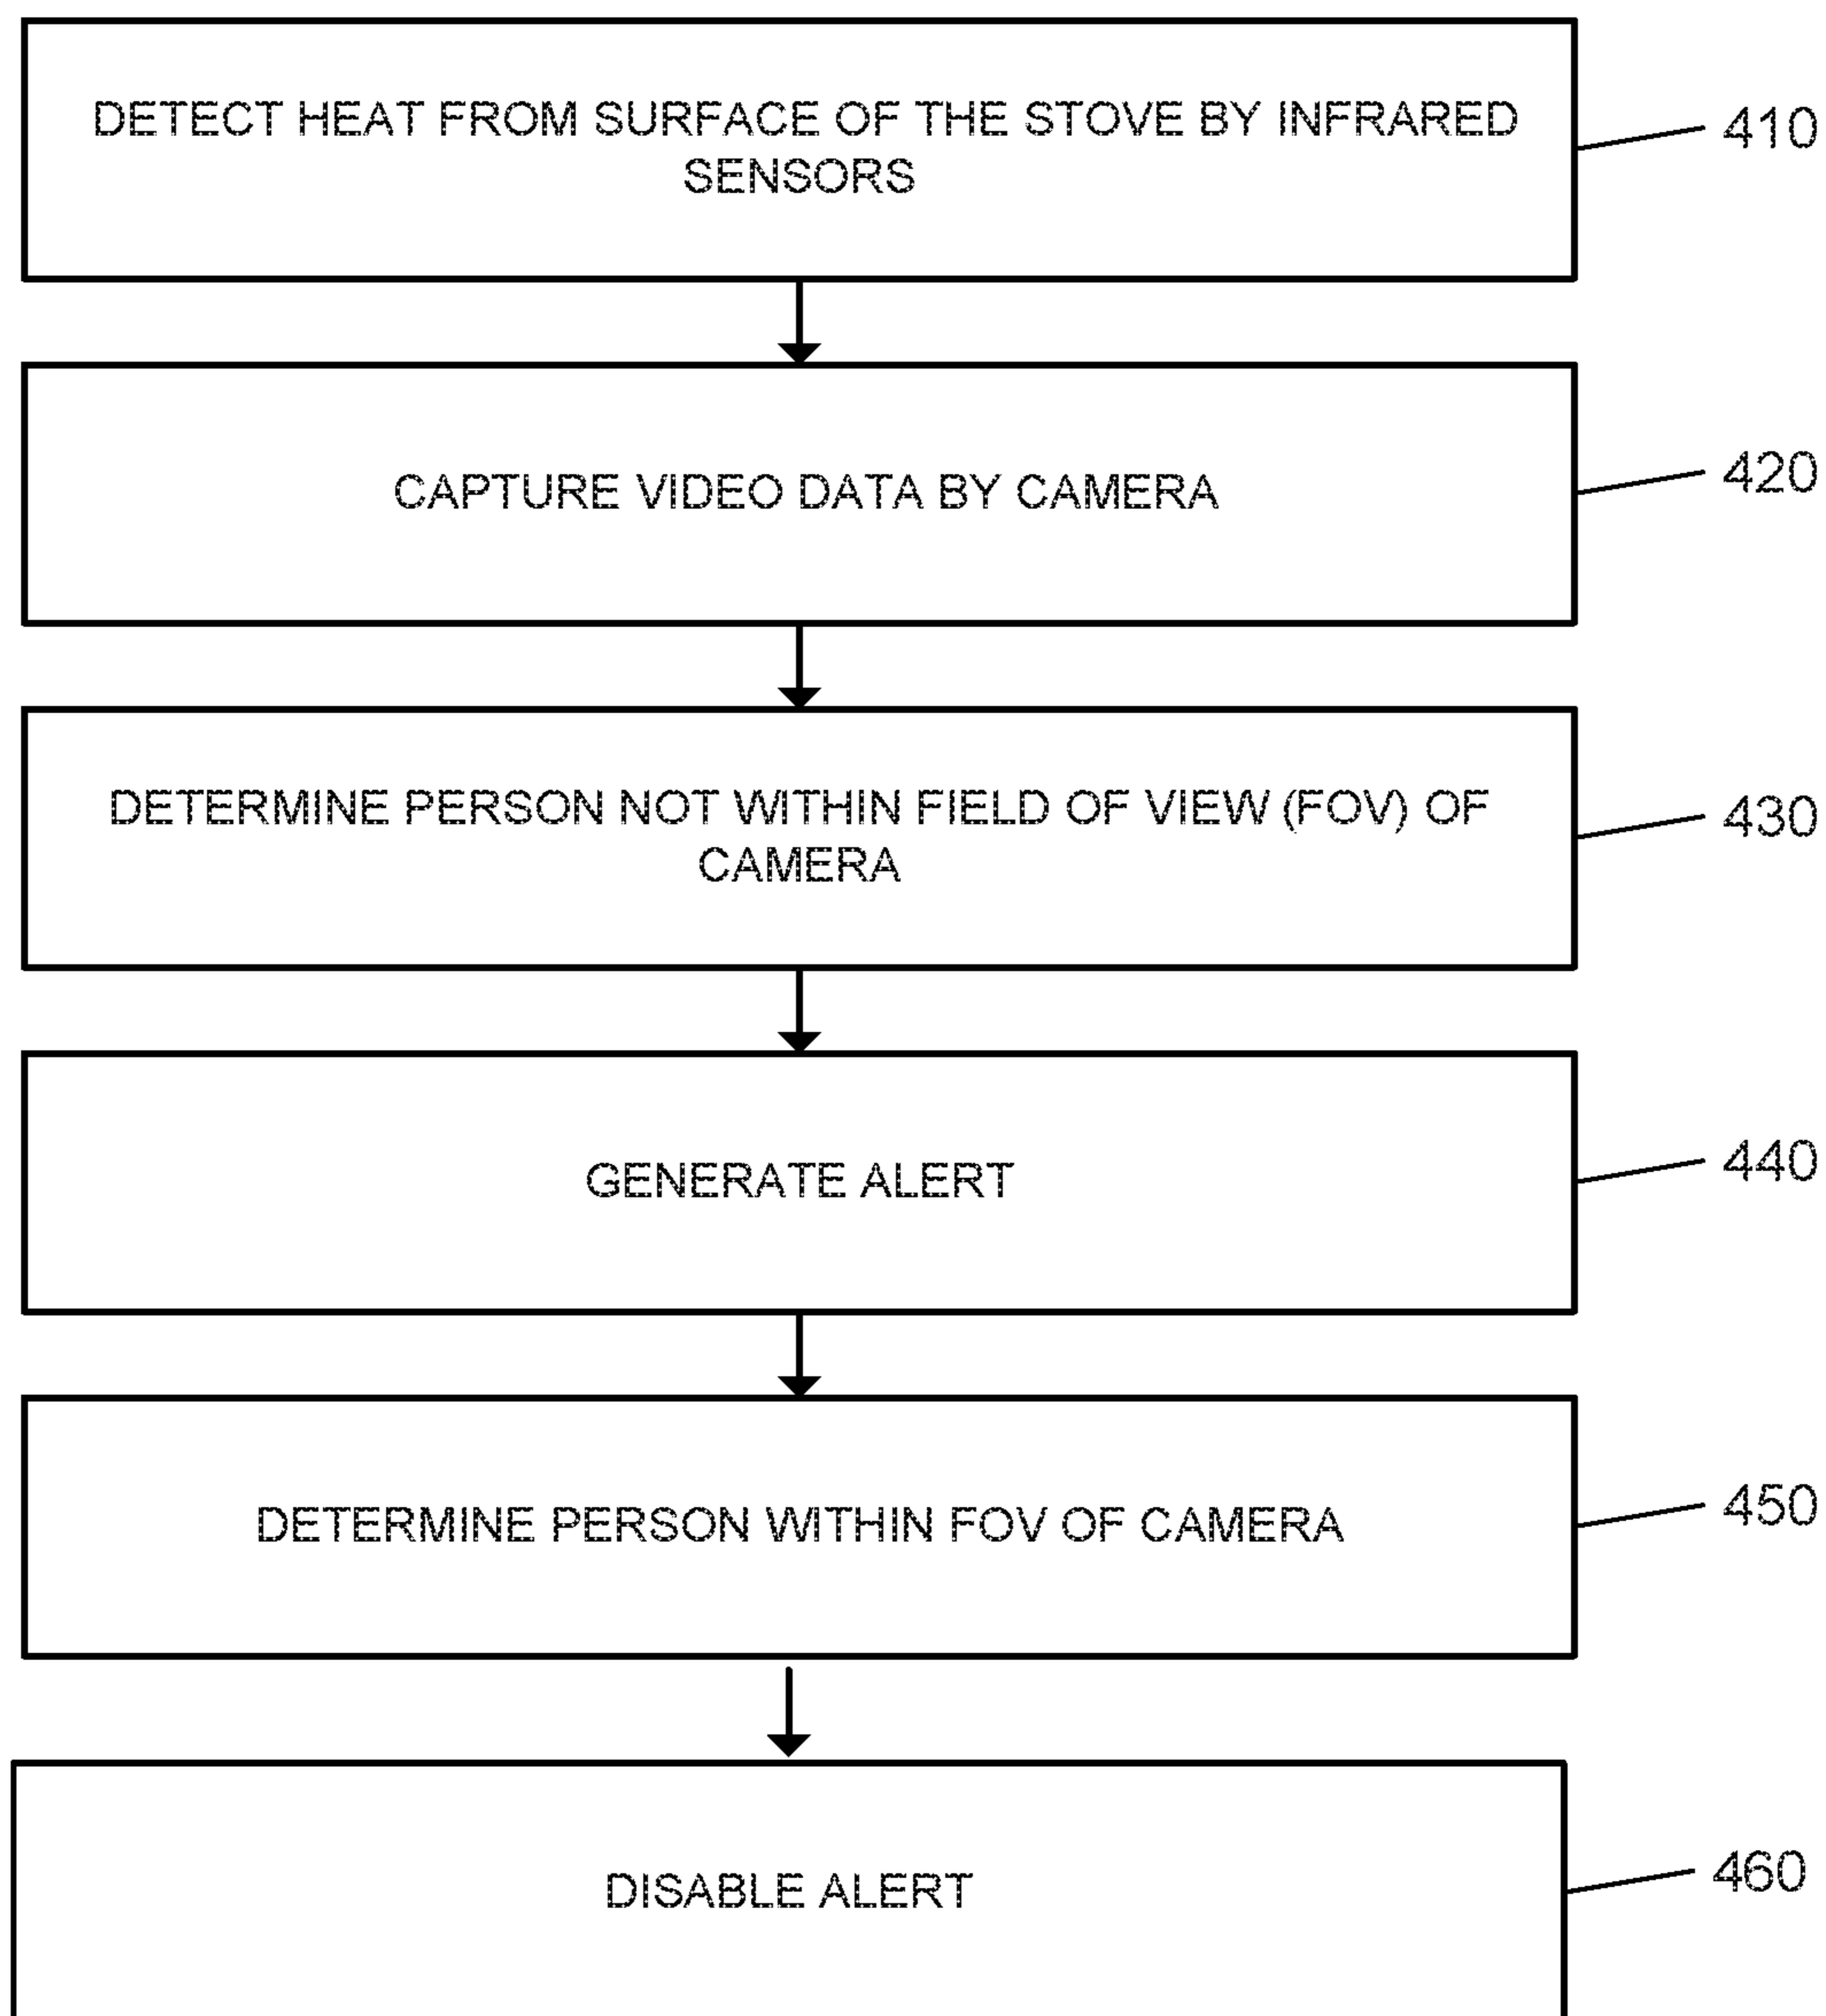 DETECT HEAT FROM SURFACE OF THE STOVE BY INFRARED
SENSORS
410
CAPTURE VIDEO DATA BY CAMERA
420
DETERMINE PERSON NOT WITHIN FIELD OF VIEW (FOV) OF
CAMERA
430
GENERATE ALERT
440
DETERMINE PERSON WITHIN FOV OF CAMERA
450
DISABLE ALERT
460